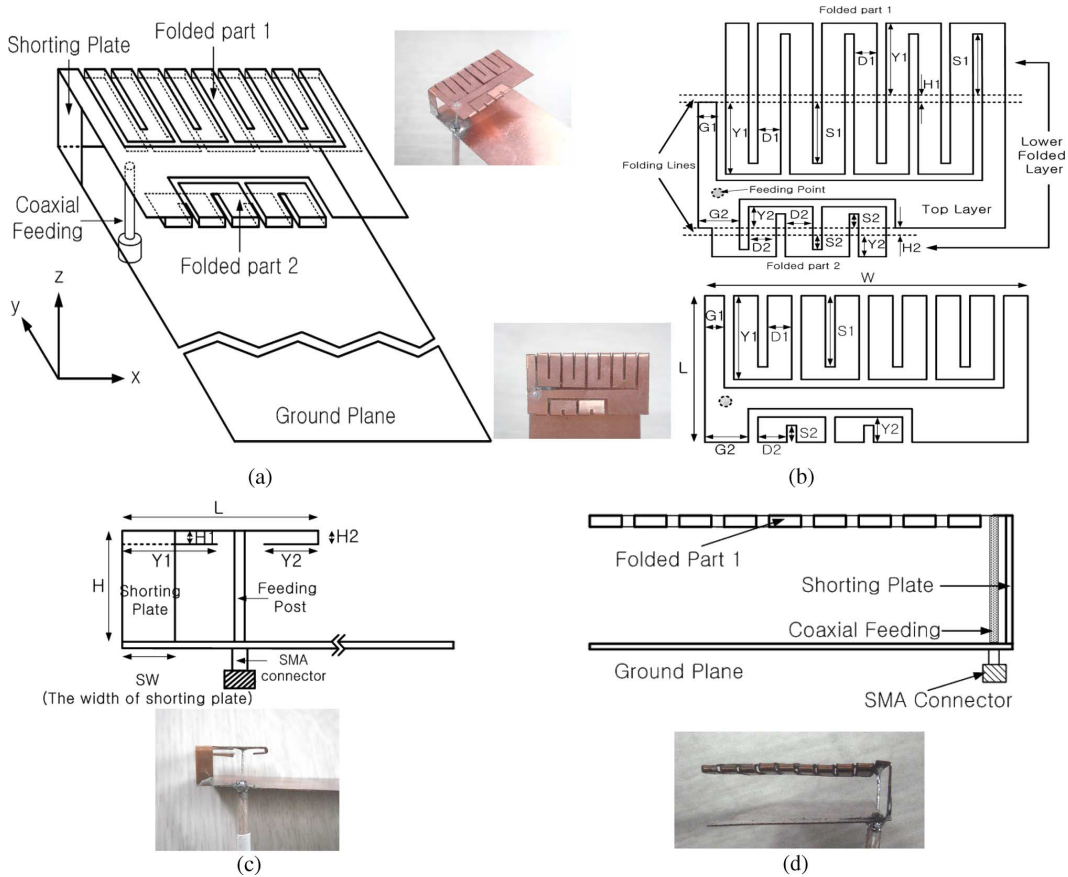 Shorting Plate
Folded part 1
Coaxial
Feeding
Folded part 2
z
y
x
Ground Plane
(a)
Folded part 1
D1
Y1
H1
S1
G1
Y1
D1
S1
Folding Lines
Lower
Folded
Layer
Feeding Point
Top Layer
G2
Y2
D2
S2
D2
S2
Y2
H2
Folded part 2
W
G1
Y1
D1
S1
L
G2
D2
S2
Y2
(b)
L
H1
H2
Y1
Y2
H
Shorting
Plate
Feeding
Post
SW
SMA
connector
(The width of shorting plate)
(c)
Folded Part 1
Shorting Plate
Coaxial Feeding
Ground Plane
SMA Connector
(d)